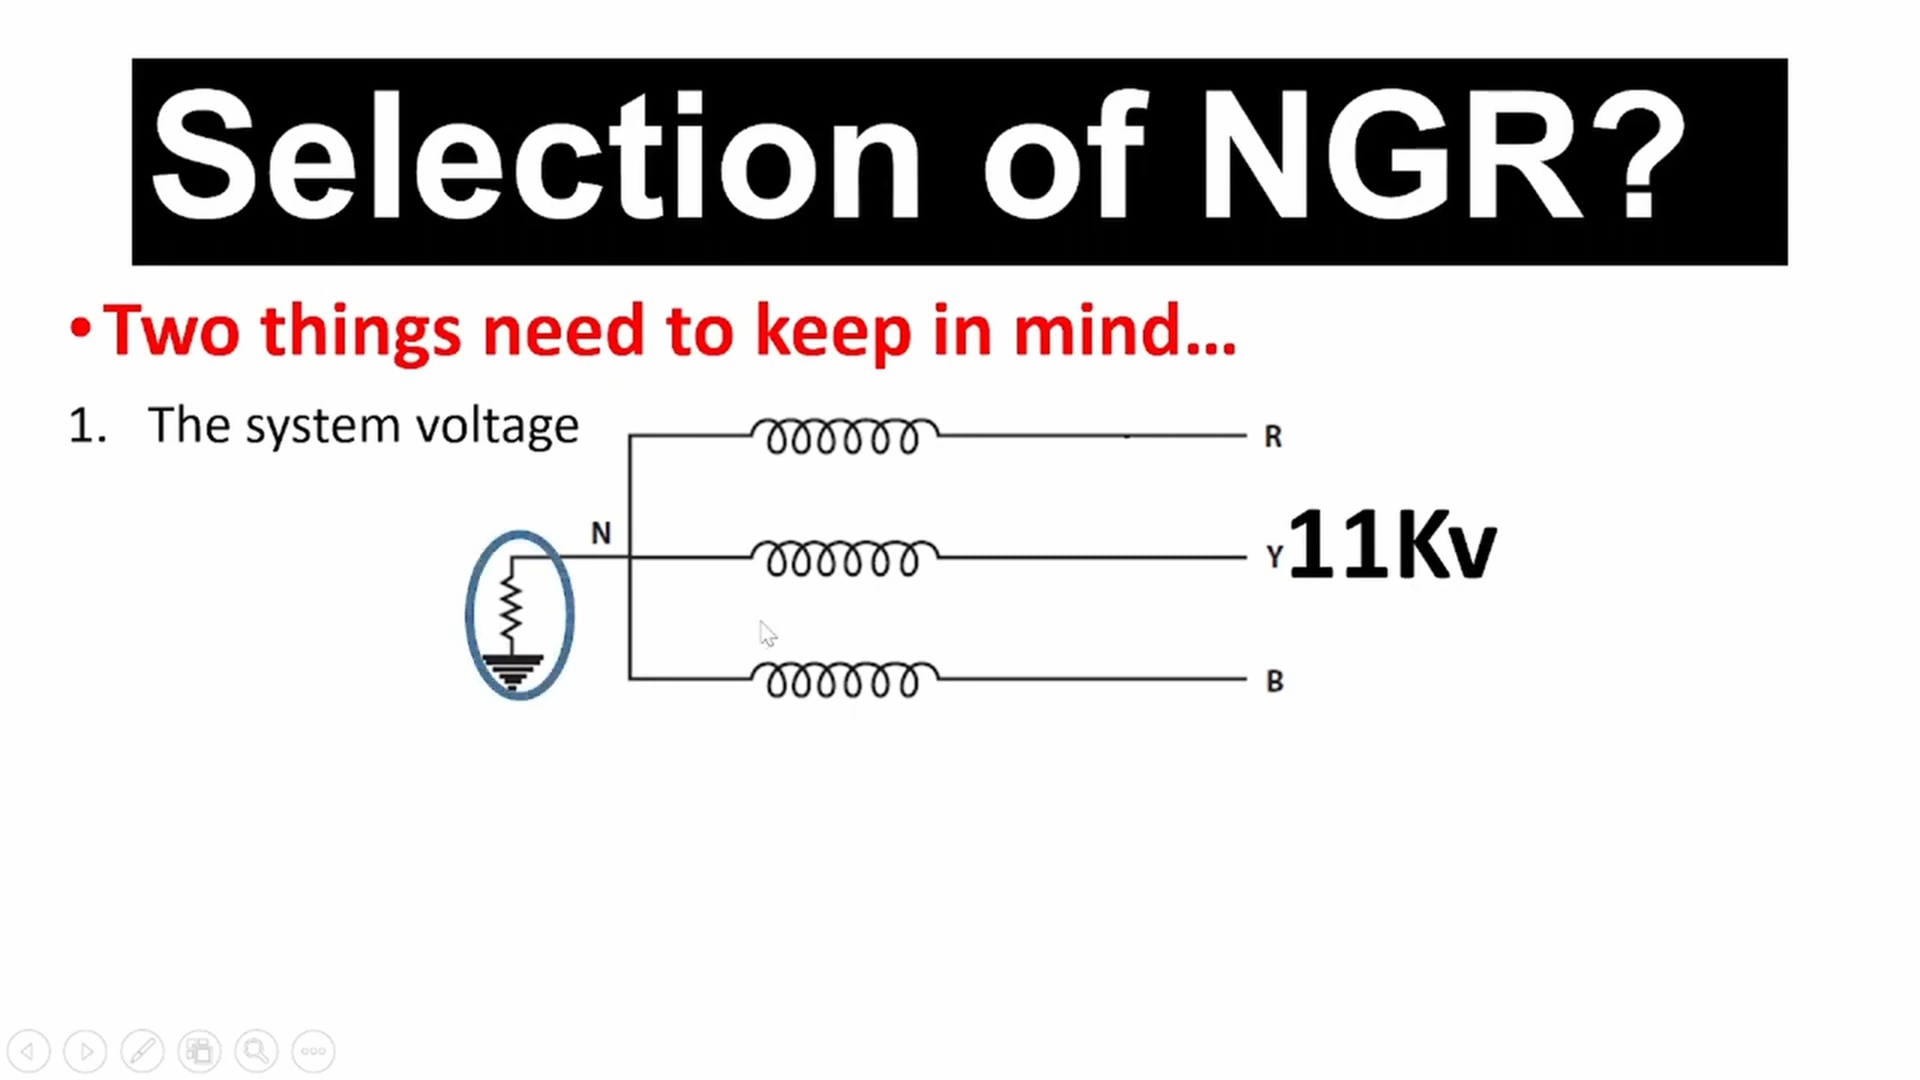 Selection of NGR?
•Two things need to keep in mind...
1. The system voltage
R
N
Y
11Kv
B